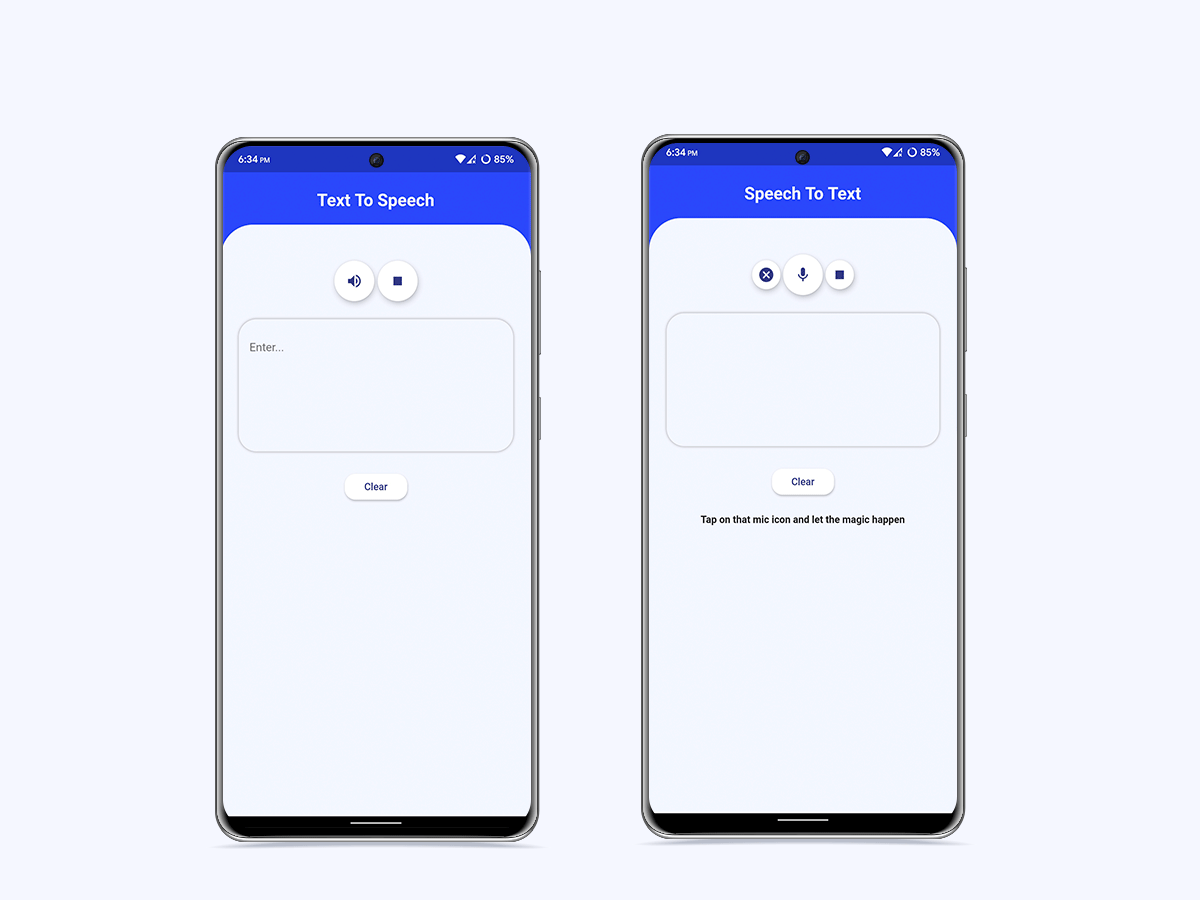 6:34 PM 85%
Text To Speech
Enter...
Clear
6:34 PM 85%
Speech To Text
Clear
Tap on that mic icon and let the magic happen